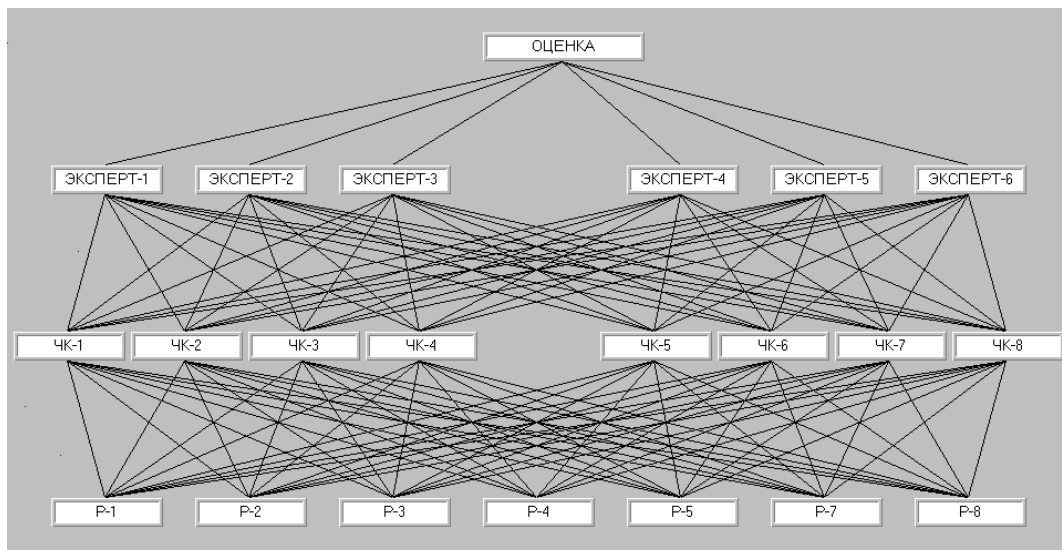 ОЦЕНКА
ЭКСПЕРТ-1 ЭКСПЕРТ-2 ЭКСПЕРТ-3 ЭКСПЕРТ-4 ЭКСПЕРТ-5 ЭКСПЕРТ-6
ЧК-1 ЧК-2 ЧК-3 ЧК-4 ЧК-5 ЧК-6 ЧК-7 ЧК-8
Р-1 Р-2 Р-3 Р-4 Р-5 Р-7 Р-8